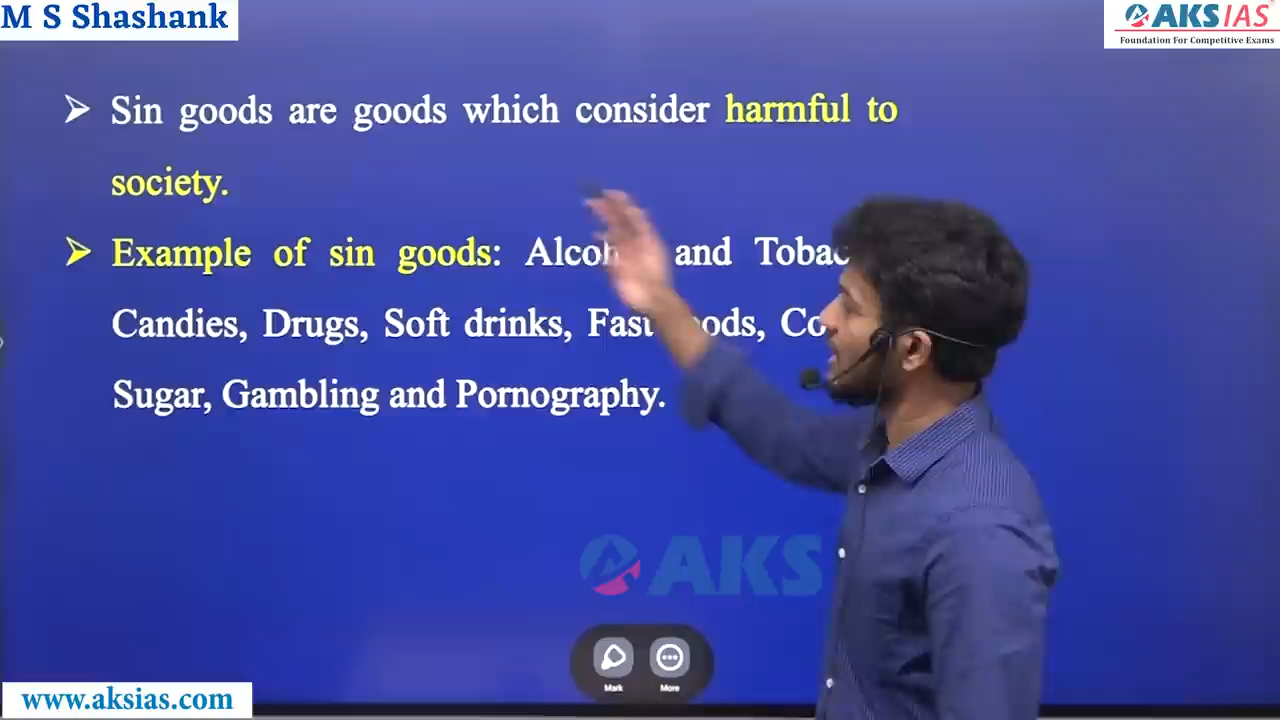 M S Shashank
AKS IAS
Foundation For Competitive Exams
Sin goods are goods which consider harmful to
society.
Example of sin goods: and
Candies, Drugs, Soft drinks,
Sugar, Gambling and Pornography.
AKS
Mark More
www.aksias.com